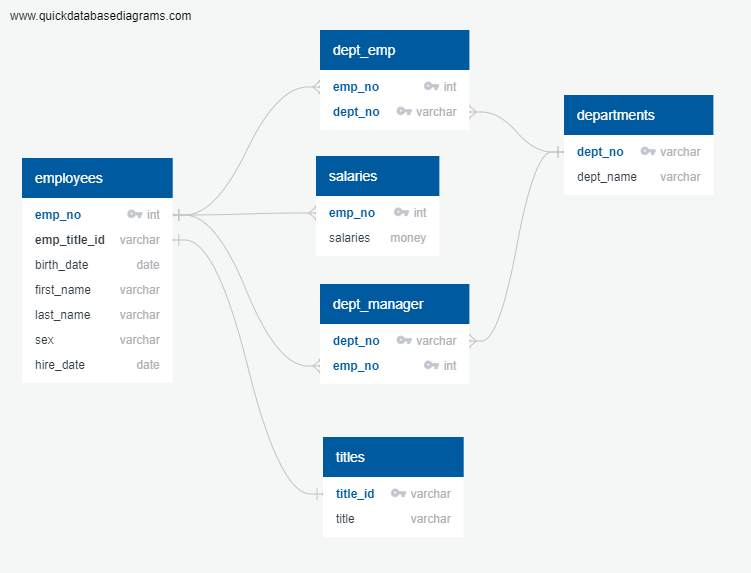 www.quickdatabasediagrams.com
employees
emp_no int
emp_title_id varchar
birth_date date
first_name varchar
last_name varchar
sex varchar
hire_date date
dept_emp
emp_no int
dept_no varchar
salaries
emp_no int
salaries money
dept_manager
dept_no varchar
emp_no int
titles
title_id varchar
title varchar
departments
dept_no varchar
dept_name varchar